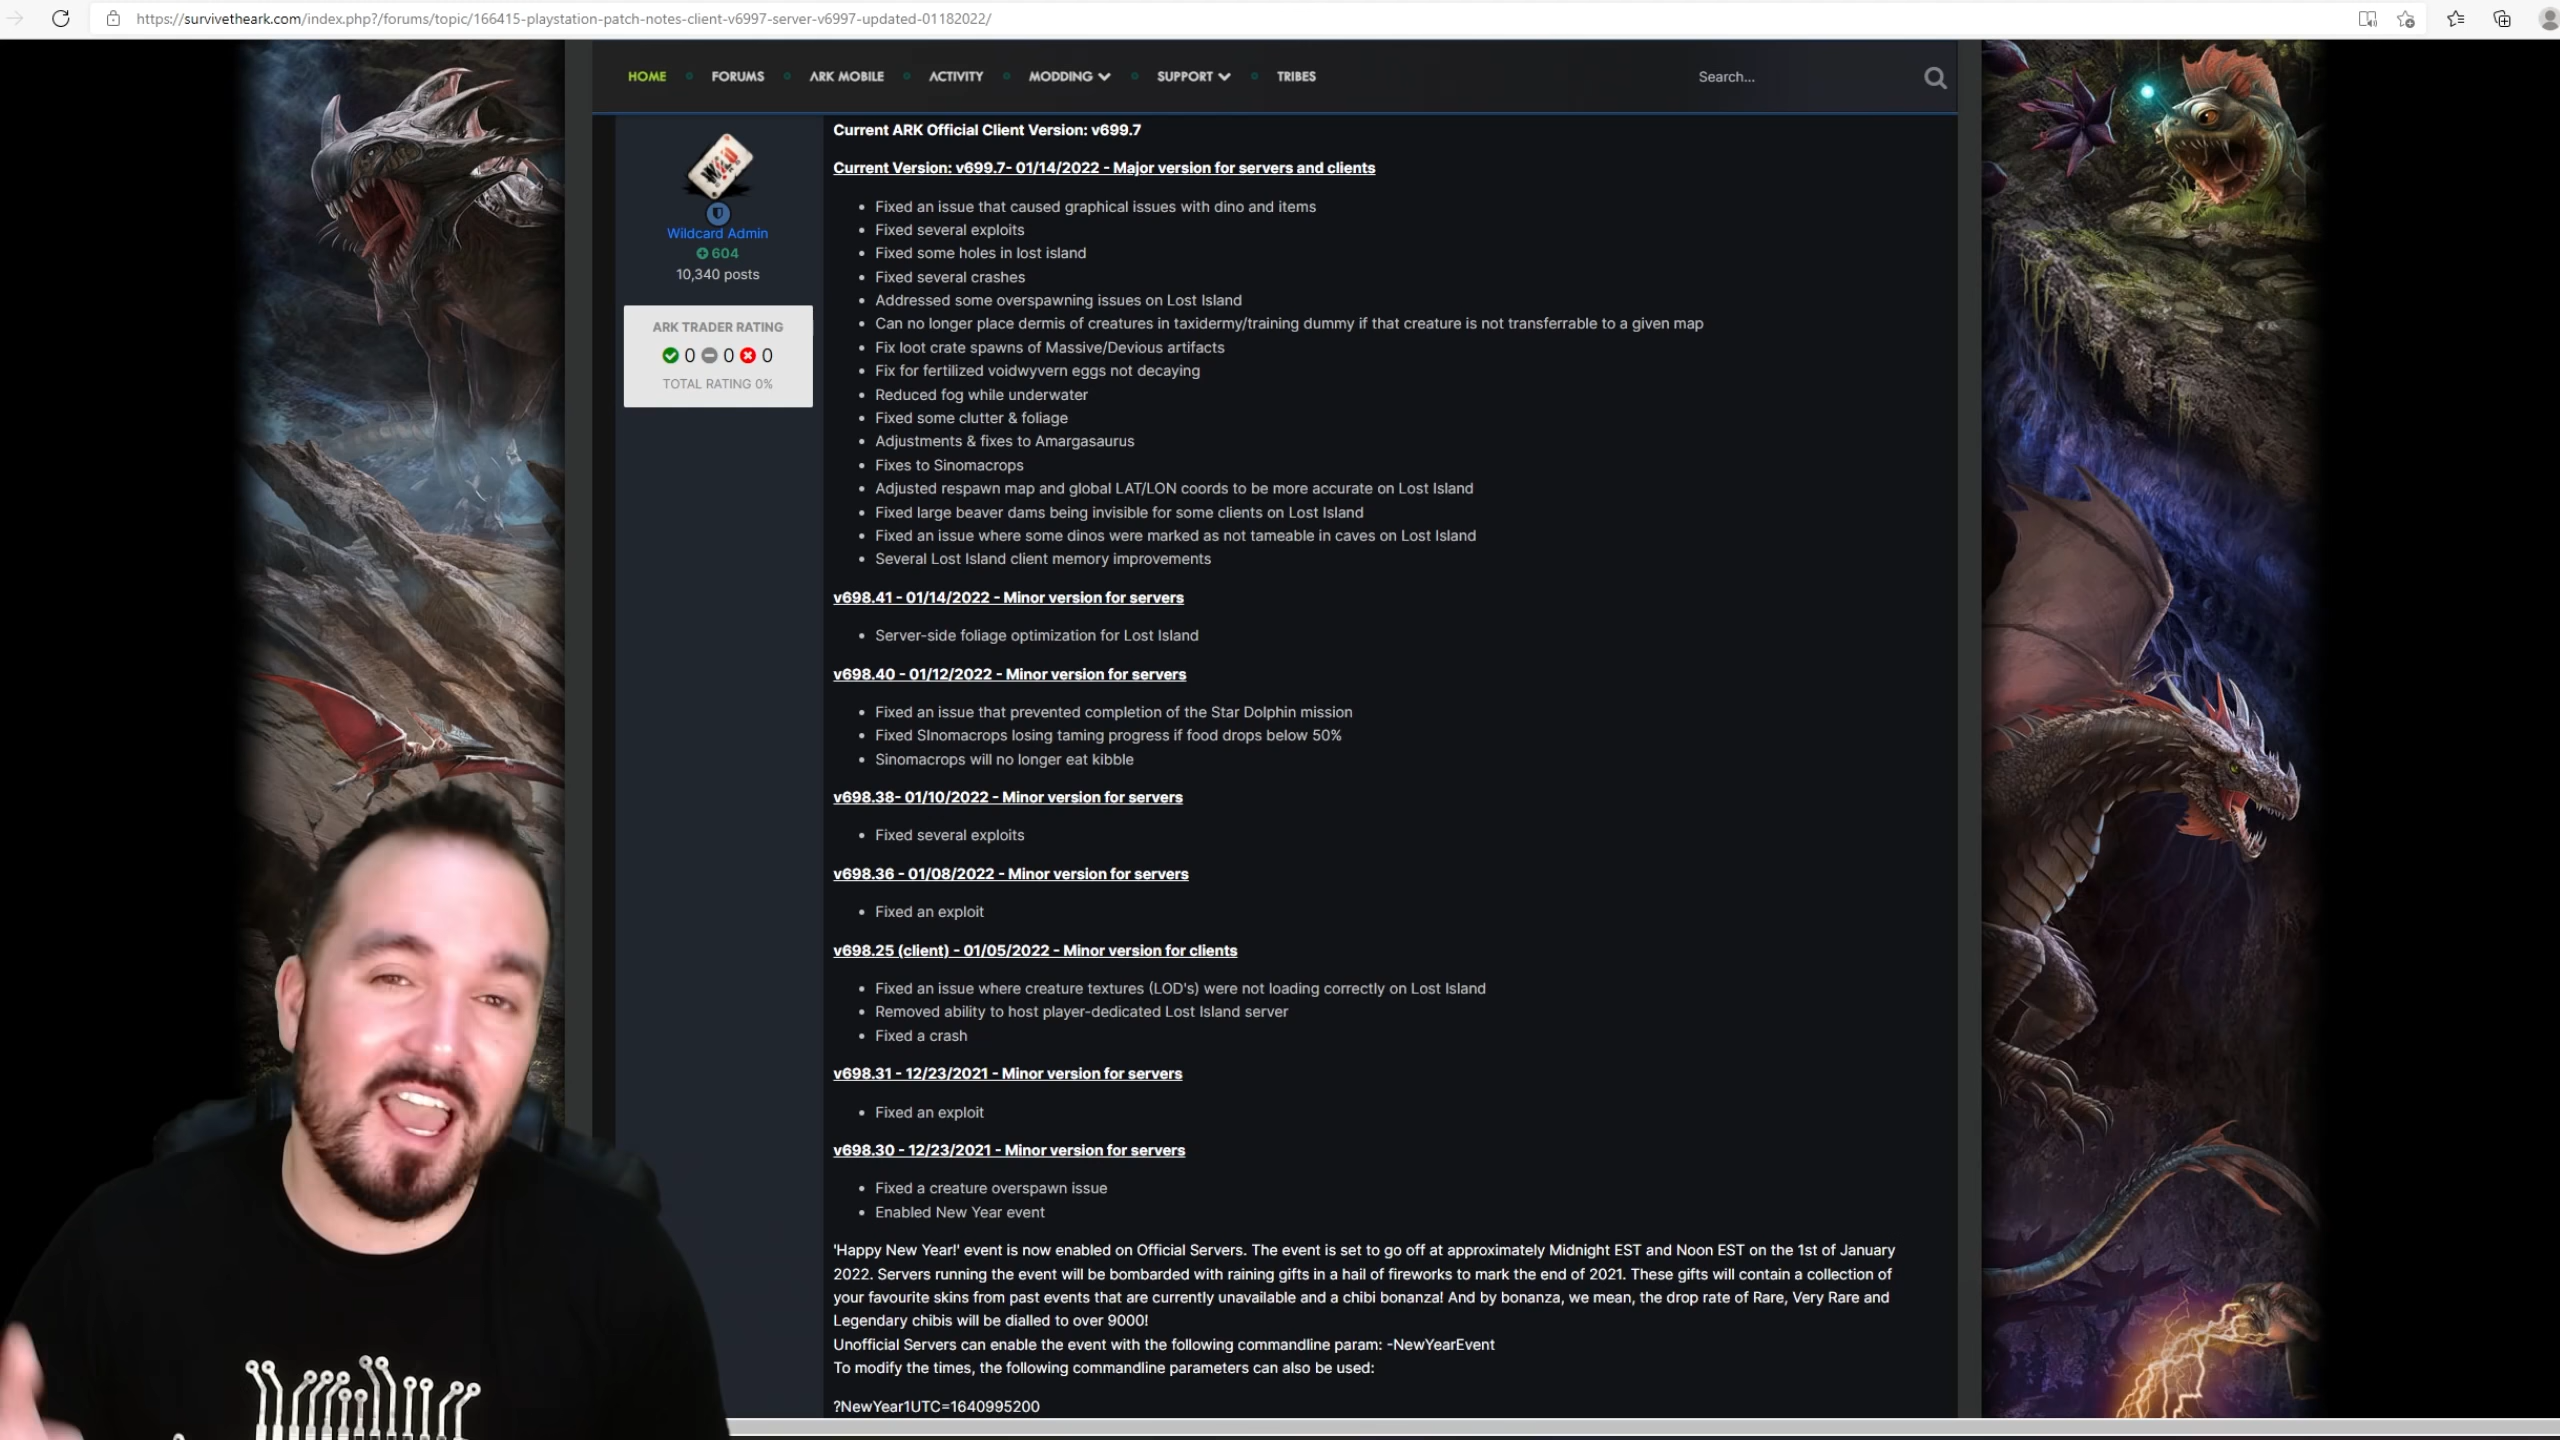 https://survivetheark.com/index.php?/forums/topic/166415-playstation-patch-notes-client-v6997-server-v6997-updated-01182022/
HOME FORUMS ARK MOBILE ACTIVITY MODDING SUPPORT TRIBES Search...
Wildcard Admin
604
10,340 posts
ARK TRADER RATING
0 0 0
TOTAL RATING 0%
Current ARK Official Client Version: v699.7
Current Version: v699.7- 01/14/2022 - Major version for servers and clients
• Fixed an issue that caused graphical issues with dino and items
• Fixed several exploits
• Fixed some holes in lost island
• Fixed several crashes
• Addressed some overspawning issues on Lost Island
• Can no longer place dermis of creatures in taxidermy/training dummy if that creature is not transferrable to a given map
• Fix loot crate spawns of Massive/Devious artifacts
• Fix for fertilized voidwyvern eggs not decaying
• Reduced fog while underwater
• Fixed some clutter & foliage
• Adjustments & fixes to Amargasaurus
• Fixes to Sinomacrops
• Adjusted respawn map and global LAT/LON coords to be more accurate on Lost Island
• Fixed large beaver dams being invisible for some clients on Lost Island
• Fixed an issue where some dinos were marked as not tameable in caves on Lost Island
• Several Lost Island client memory improvements
v698.41 - 01/14/2022 - Minor version for servers
• Server-side foliage optimization for Lost Island
v698.40 - 01/12/2022 - Minor version for servers
• Fixed an issue that prevented completion of the Star Dolphin mission
• Fixed SInomacrops losing taming progress if food drops below 50%
• Sinomacrops will no longer eat kibble
v698.38- 01/10/2022 - Minor version for servers
• Fixed several exploits
v698.36 - 01/08/2022 - Minor version for servers
• Fixed an exploit
v698.25 (client) - 01/05/2022 - Minor version for clients
• Fixed an issue where creature textures (LOD's) were not loading correctly on Lost Island
• Removed ability to host player-dedicated Lost Island server
• Fixed a crash
v698.31 - 12/23/2021 - Minor version for servers
• Fixed an exploit
v698.30 - 12/23/2021 - Minor version for servers
• Fixed a creature overspawn issue
• Enabled New Year event
'Happy New Year!' event is now enabled on Official Servers. The event is set to go off at approximately Midnight EST and Noon EST on the 1st of January
2022. Servers running the event will be bombarded with raining gifts in a hail of fireworks to mark the end of 2021. These gifts will contain a collection of
your favourite skins from past events that are currently unavailable and a chibi bonanza! And by bonanza, we mean, the drop rate of Rare, Very Rare and
Legendary chibis will be dialled to over 9000!
Unofficial Servers can enable the event with the following commandline param: -NewYearEvent
To modify the times, the following commandline parameters can also be used:
?NewYear1UTC=1640995200